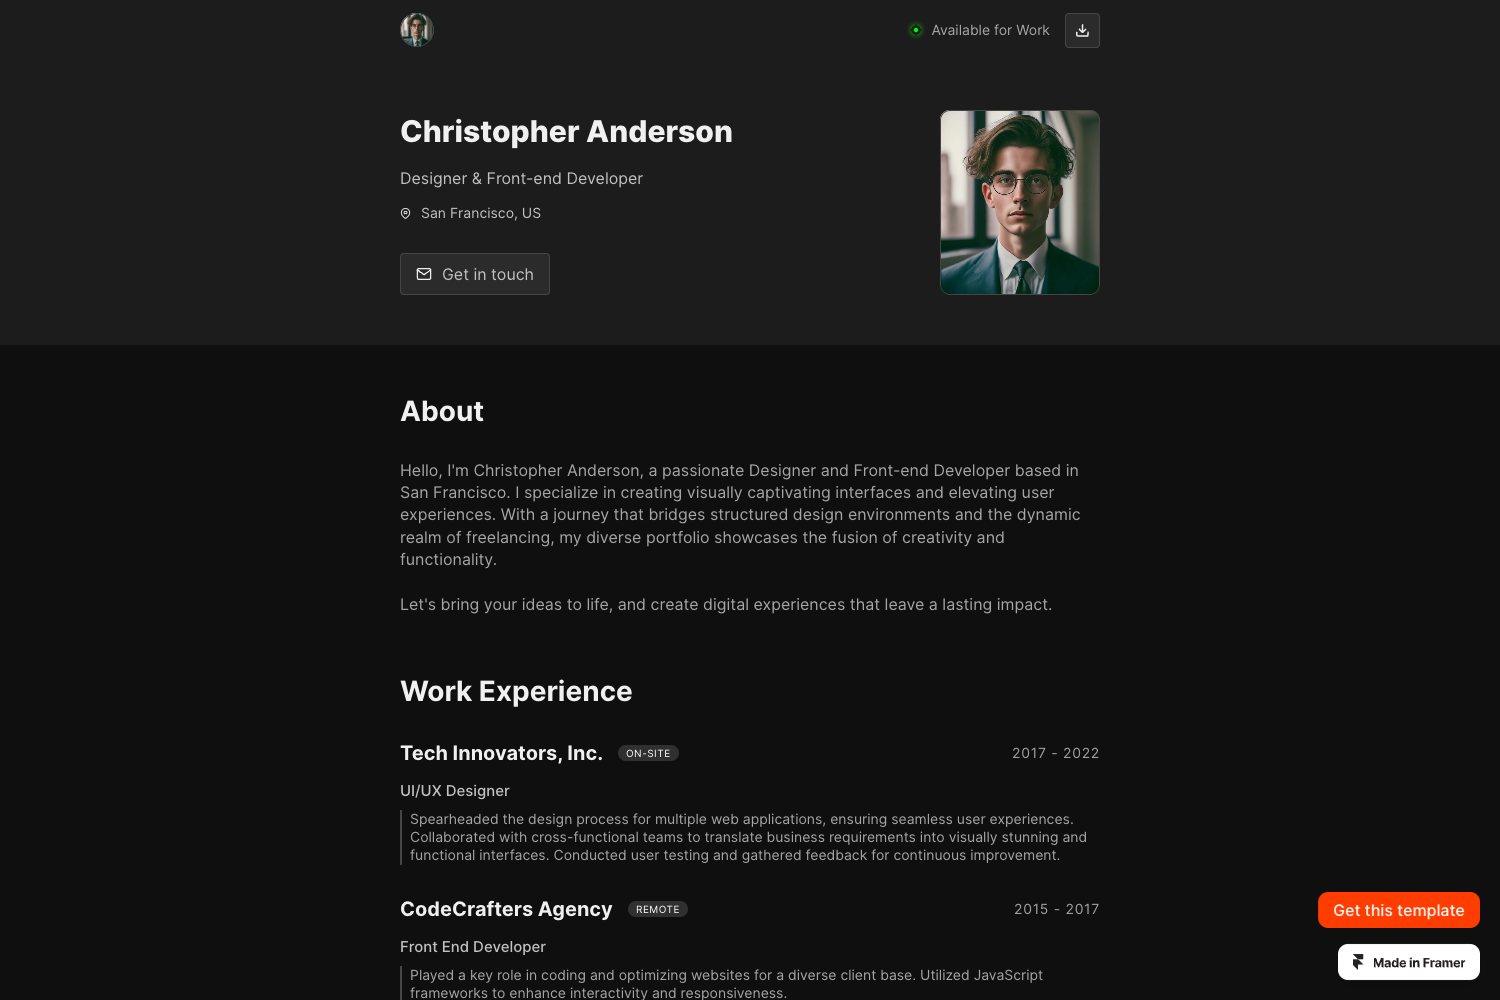 Available for Work
Christopher Anderson
Designer & Front-end Developer
San Francisco, US
Get in touch
About
Hello, I'm Christopher Anderson, a passionate Designer and Front-end Developer based in
San Francisco. I specialize in creating visually captivating interfaces and elevating user
experiences. With a journey that bridges structured design environments and the dynamic
realm of freelancing, my diverse portfolio showcases the fusion of creativity and
functionality.
Let's bring your ideas to life, and create digital experiences that leave a lasting impact.
Work Experience
Tech Innovators, Inc. ON-SITE 2017 - 2022
UI/UX Designer
Spearheaded the design process for multiple web applications, ensuring seamless user experiences.
Collaborated with cross-functional teams to translate business requirements into visually stunning and
functional interfaces. Conducted user testing and gathered feedback for continuous improvement.
CodeCrafters Agency REMOTE 2015 - 2017
Front End Developer
Played a key role in coding and optimizing websites for a diverse client base. Utilized JavaScript
frameworks to enhance interactivity and responsiveness.
Get this template
Made in Framer